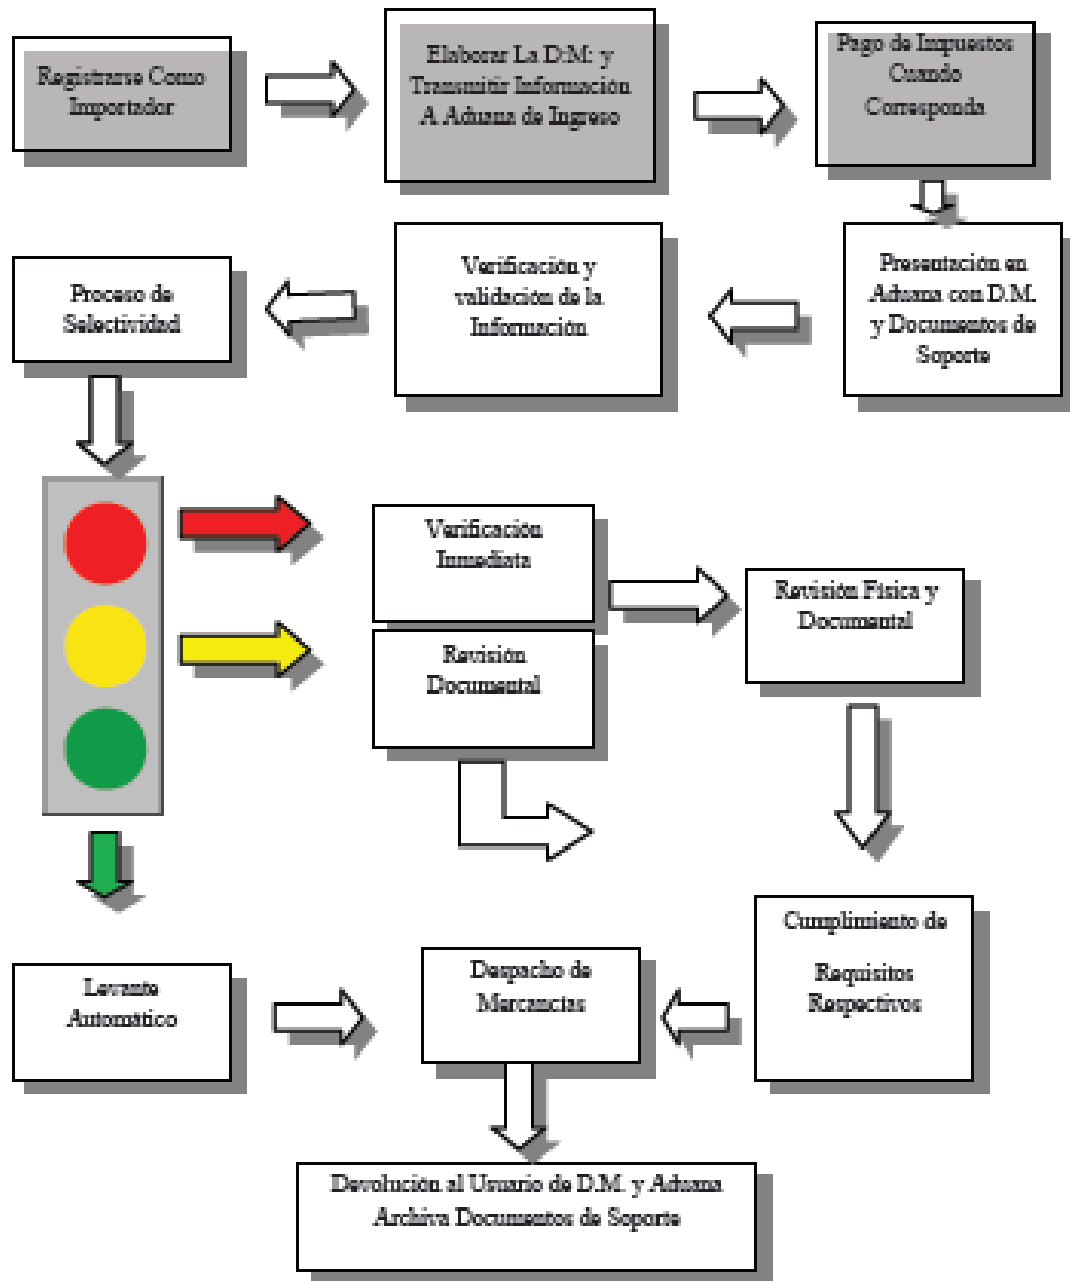 Registrarse Como
Importador
Elaborar La D:M: y
Transmitir Información
A Aduana de Ingreso
Pago de Impuestos
Cuando
Corresponda
Presentación en
Aduana con D.M.
y Documentos de
Soporte
Verificación y
validación de la
Información
Proceso de
Selectividad
Verificación
Inmediata
Revisión Física y
Documental
Revisión
Documental
Cumplimiento de
Requisitos
Respectivos
Levante
Automático
Despacho de
Mercancías
Devolución al Usuario de D.M. y Aduana
Archiva Documentos de Soporte